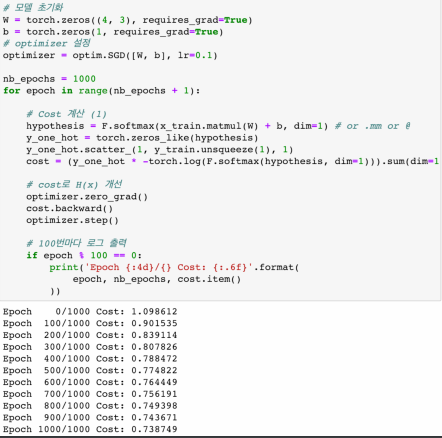 # 모델 초기화
W = torch.zeros((4, 3), requires_grad=True)
b = torch.zeros(1, requires_grad=True)
# optimizer 설정
optimizer = optim.SGD([W, b], lr=0.1)
nb_epochs = 1000
for epoch in range(nb_epochs + 1):
# Cost 계산 (1)
hypothesis = F.softmax(x_train.matmul(W) + b, dim=1) # or .mm or @
y_one_hot = torch.zeros_like(hypothesis)
y_one_hot.scatter_(1, y_train.unsqueeze(1), 1)
cost = (y_one_hot * -torch.log(F.softmax(hypothesis, dim=1))).sum(dim=1
# cost로 H(x) 개선
optimizer.zero_grad()
cost.backward()
optimizer.step()
# 100번마다 로그 출력
if epoch % 100 == 0:
print('Epoch {:4d}/{} Cost: {:.6f}'.format(
epoch, nb_epochs, cost.item()
))
Epoch    0/1000 Cost: 1.098612
Epoch  100/1000 Cost: 0.901535
Epoch  200/1000 Cost: 0.839114
Epoch  300/1000 Cost: 0.807826
Epoch  400/1000 Cost: 0.788472
Epoch  500/1000 Cost: 0.774822
Epoch  600/1000 Cost: 0.764449
Epoch  700/1000 Cost: 0.756191
Epoch  800/1000 Cost: 0.749398
Epoch  900/1000 Cost: 0.743671
Epoch 1000/1000 Cost: 0.738749